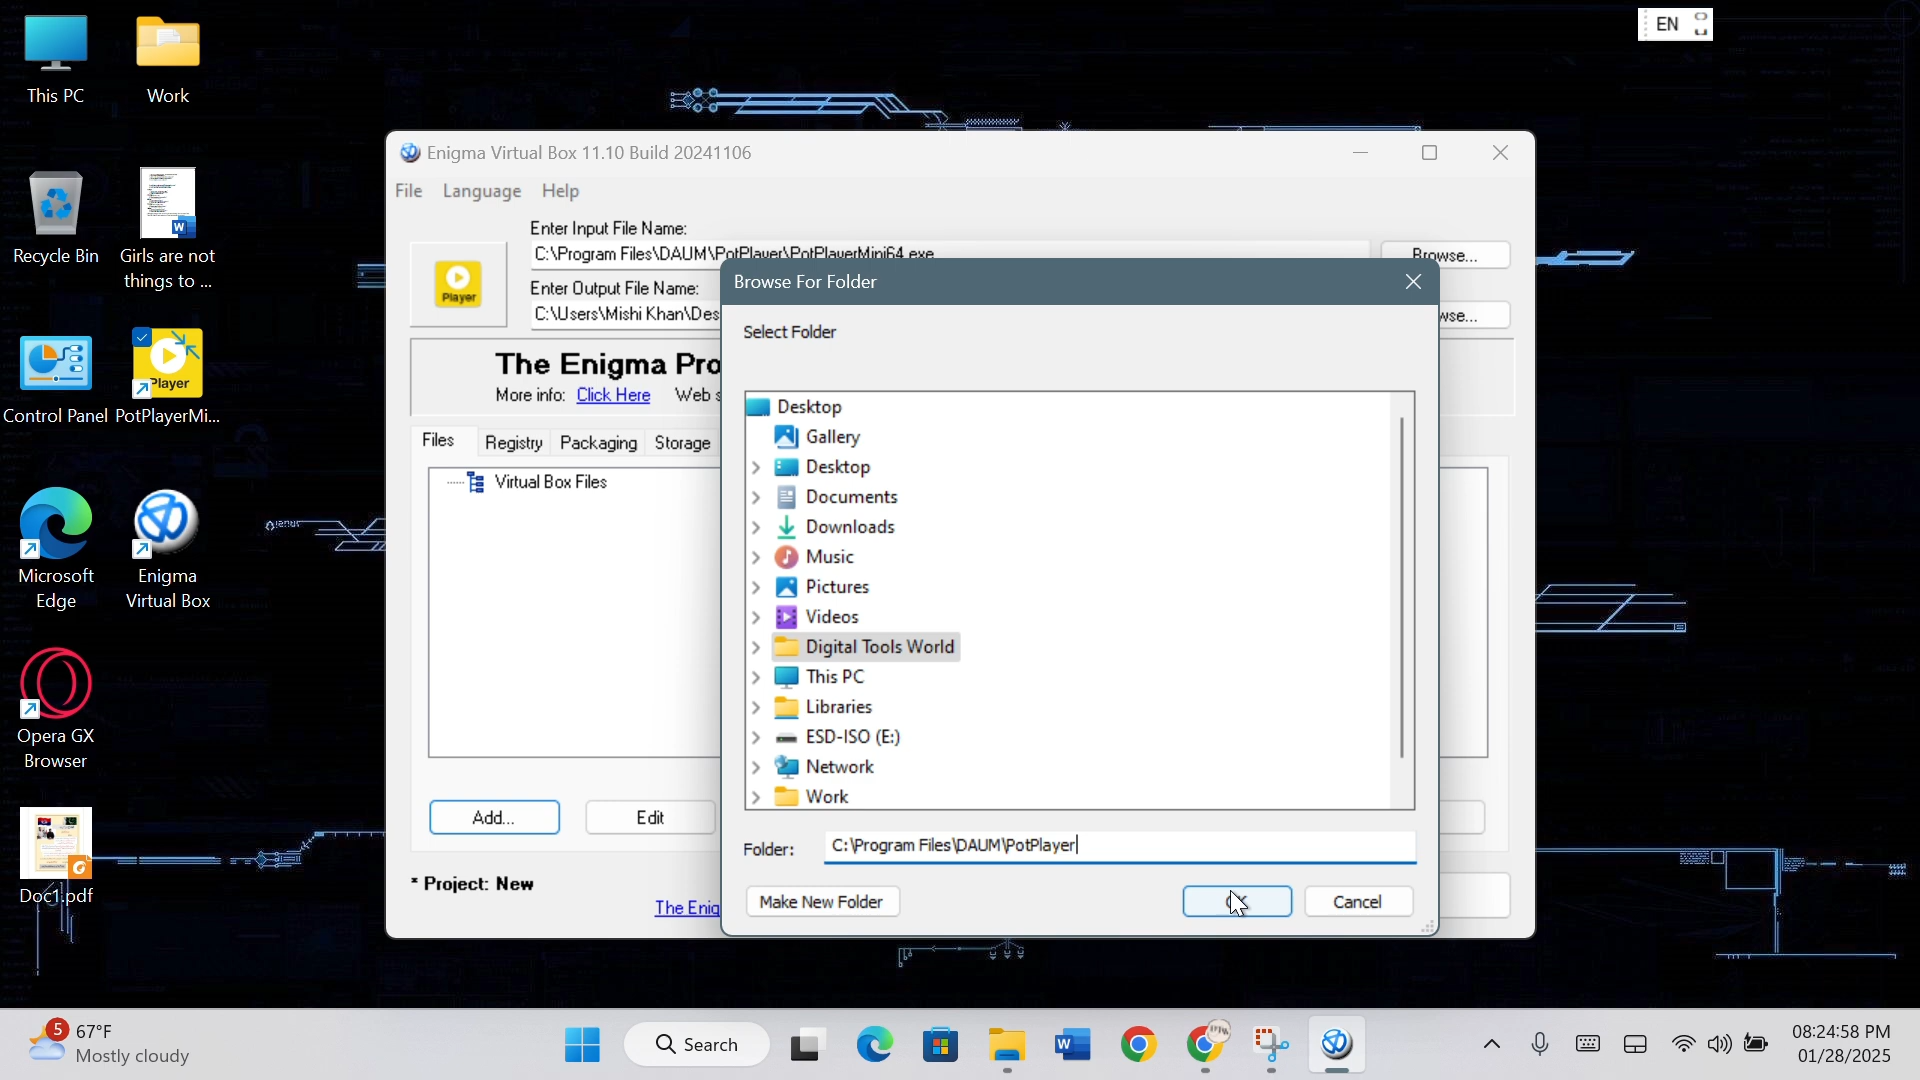 This PC
Work
EN
Recycle Bin
Girls are not
things to ...
Control Panel
Player
PotPlayerMi...
Microsoft
Edge
Enigma
Virtual Box
Opera GX
Browser
Doc1.pdf
Enigma Virtual Box 11.10 Build 20241106
File Language Help
Enter Input File Name:
C:\Program Files\DAUM\PotPlayer\PotPlayerMini64.exe
Browse...
Player
Enter Output File Name:
C:\Users\Mishi Khan\Des
wse...
The Enigma Pro
More info: Click Here Web s
Files Registry Packaging Storage
Virtual Box Files
Add... Edit
* Project: New
The Enig
Browse For Folder
Select Folder
Desktop
Gallery
Desktop
Documents
Downloads
Music
Pictures
Videos
Digital Tools World
This PC
Libraries
ESD-ISO (E:)
Network
Work
Folder: C:\Program Files\DAUM\PotPlayer
Make New Folder Cancel
5 67°F
Mostly cloudy
Search
08:24:58 PM
01/28/2025